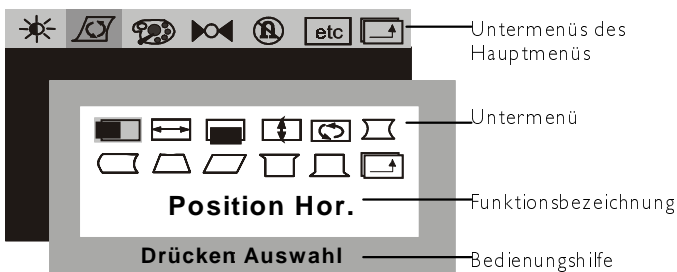 etc
Untermenüs des
Hauptmenüs
Untermenü
Position Hor.
Funktionsbezeichnung
Drücken: Auswahl
Bedienungshilfe